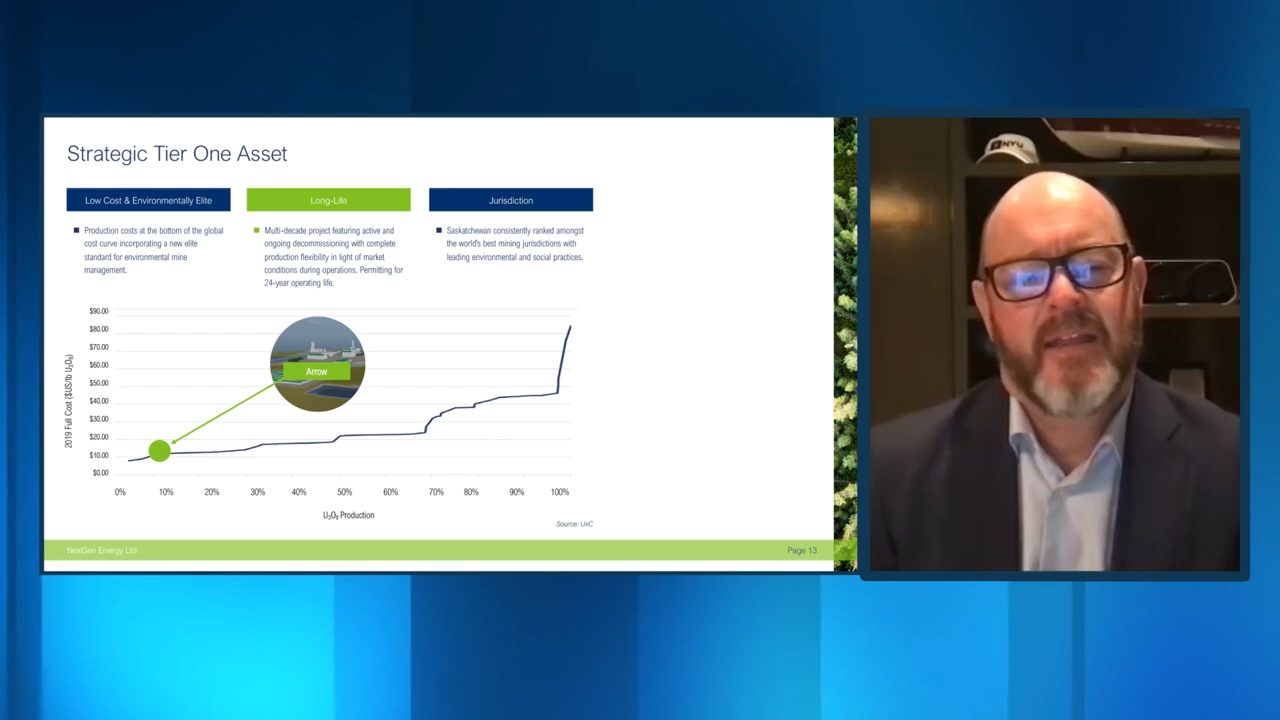 Strategic Tier One Asset
Low Cost & Environmentally Elite
Production costs at the bottom of the global
cost curve incorporating a new elite
standard for environmental mine
management.
Long-Life
Multi-decade project featuring active and
ongoing decommissioning with complete
production flexibility in light of market
conditions during operations. Permitting for
24-year operating life.
Jurisdiction
Saskatchewan consistently ranked amongst
the world's best mining jurisdictions with
leading environmental and social practices.
2019 Full Cost ($US/lb U₃O₈)
$90.00
$80.00
$70.00
$60.00
$50.00
$40.00
$30.00
$20.00
$10.00
$0.00
Arrow
0% 10% 20% 30% 40% 50% 60% 70% 80% 90% 100%
U₃O₈ Production
Source: UxC
NexGen Energy Ltd
Page 13
NYU